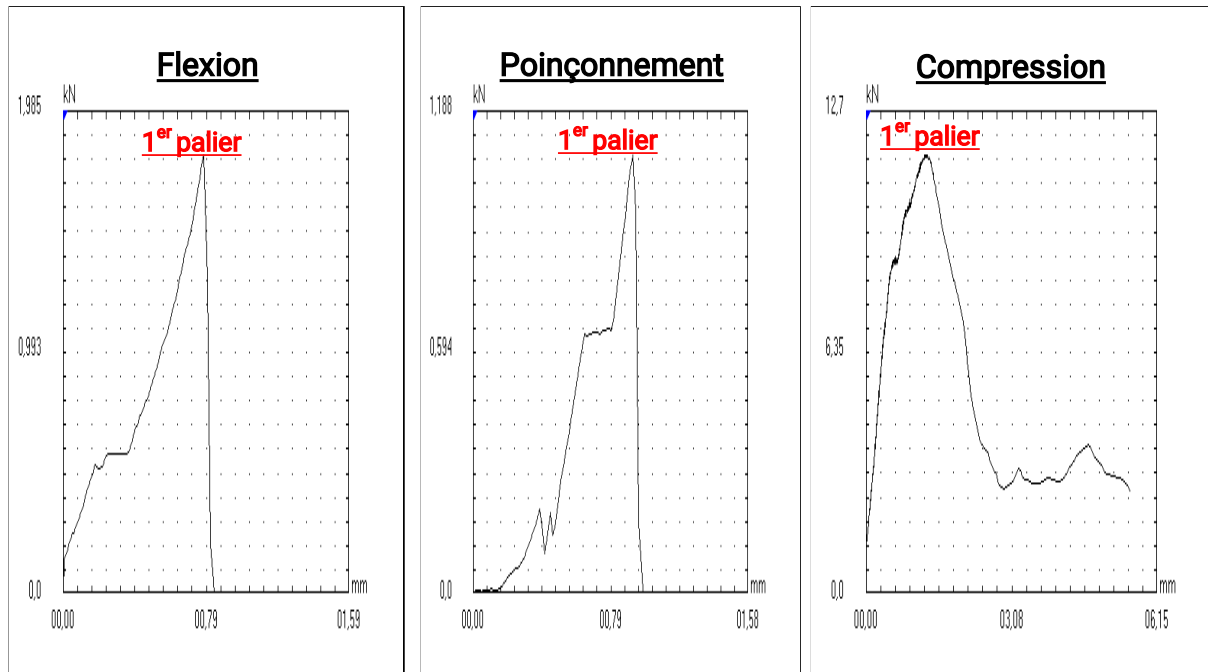 Flexion
kN
1,985
1er palier
0,993
0,0
mm
00,00
00,79
01,59
Poinçonnement
kN
1,188
1er palier
0,594
0,0
mm
00,00
00,79
01,58
Compression
kN
12,7
1er palier
6,35
0,0
mm
00,00
03,08
06,15